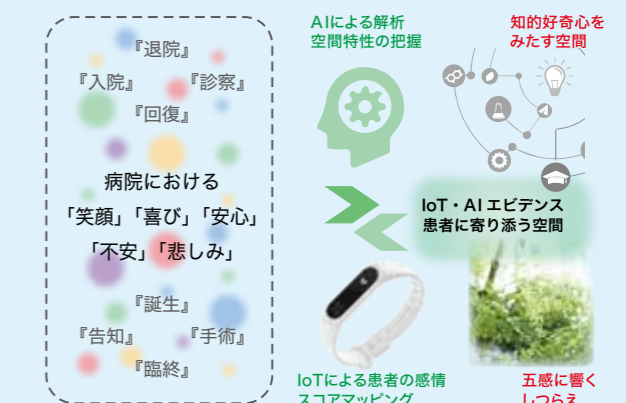 『退院』
『入院』
『診察』
『回復』
病院における
「笑顔」「喜び」「安心」
「不安」「悲しみ」
『誕生』
『告知』
『手術』
『臨終』
AIによる解析
空間特性の把握
知的好奇心を
みたす空間
IoT・AI エビデンス
患者に寄り添う空間
IoTによる患者の感情
スコアマッピング
五感に響く
しつらえ